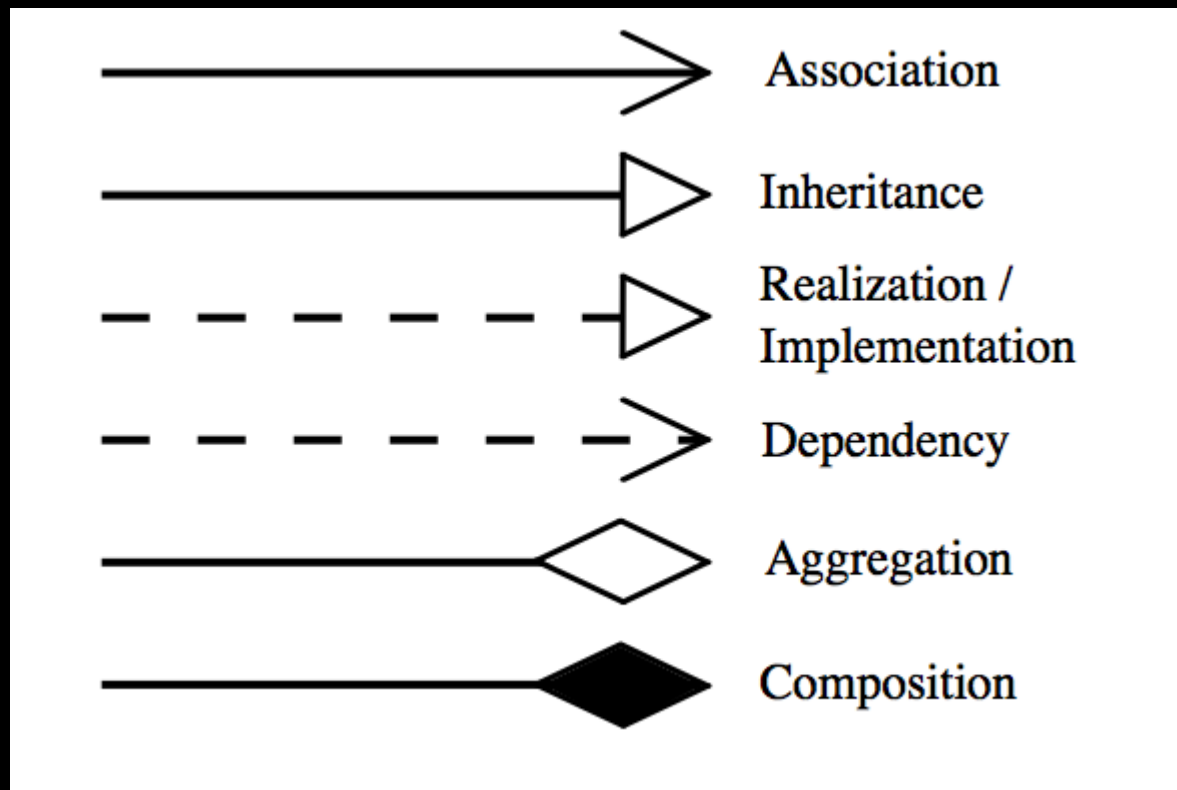 Association
Inheritance
Realization /
Implementation
Dependency
Aggregation
Composition